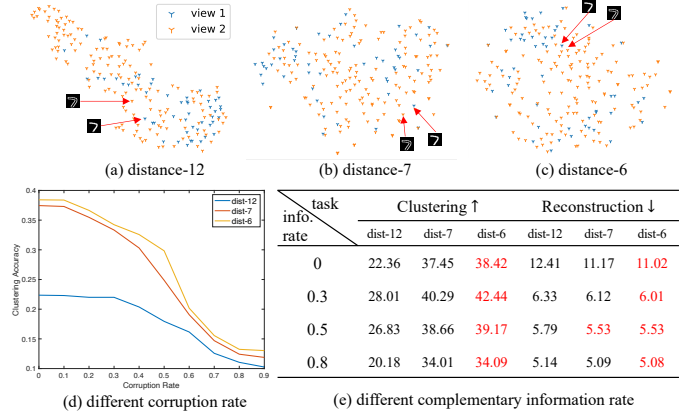 view 1
view 2
(a) distance-12
(b) distance-7
(c) distance-6
Clustering Accuracy
0.4
0.35
0.3
0.25
0.2
0.15
0.1
0 0.1 0.2 0.3 0.4 0.5 0.6 0.7 0.8 0.9
Corruption Rate
dist-12
dist-7
dist-6
(d) different corruption rate
task
info. rate
Clustering ↑ Reconstruction ↓
dist-12 dist-7 dist-6 dist-12 dist-7 dist-6
0 22.36 37.45 38.42 12.41 11.17 11.02
0.3 28.01 40.29 42.44 6.33 6.12 6.01
0.5 26.83 38.66 39.17 5.79 5.53 5.53
0.8 20.18 34.01 34.09 5.14 5.09 5.08
(e) different complementary information rate